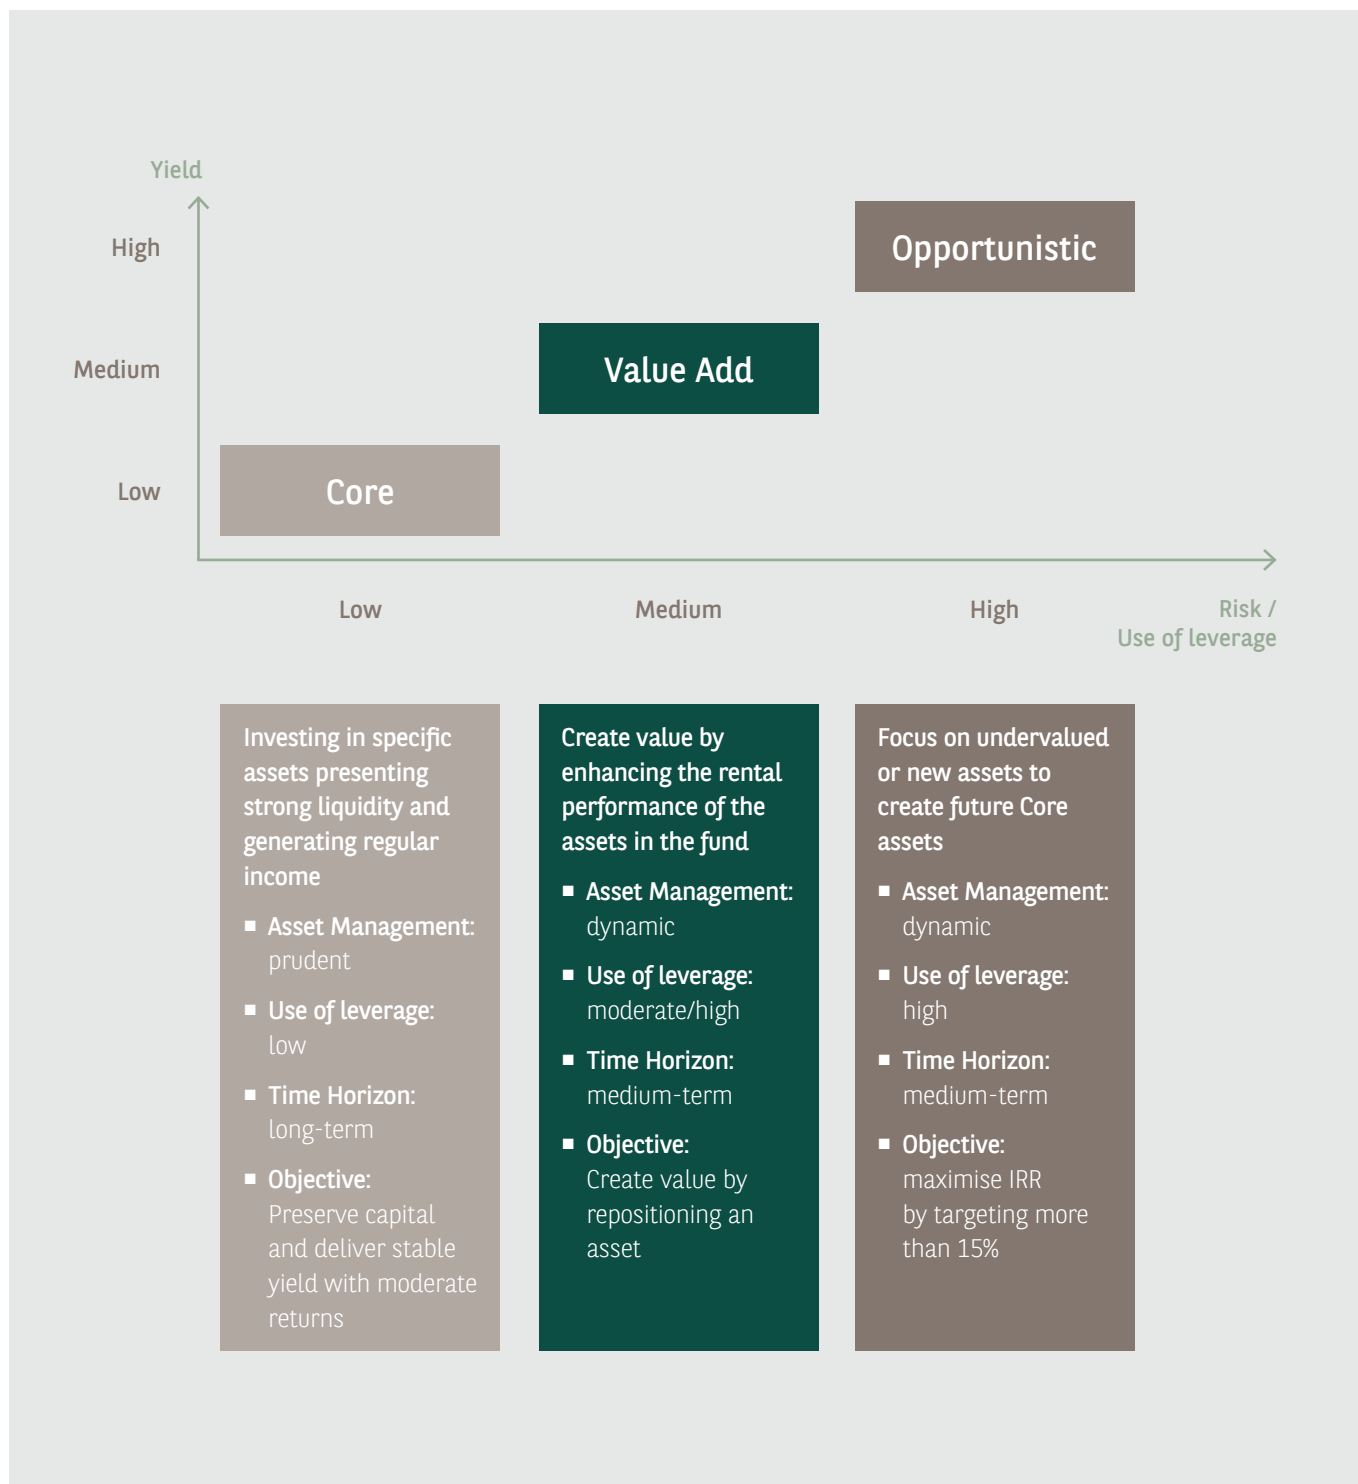 Yield
High
Opportunistic
Medium
Value Add
Low
Core
Low
Medium
High
Risk /
Use of leverage
Investing in specific
assets presenting
strong liquidity and
generating regular
income
▪ Asset Management:
prudent
▪ Use of leverage:
low
▪ Time Horizon:
long-term
▪ Objective:
Preserve capital
and deliver stable
yield with moderate
returns
Create value by
enhancing the rental
performance of the
assets in the fund
▪ Asset Management:
dynamic
▪ Use of leverage:
moderate/high
▪ Time Horizon:
medium-term
▪ Objective:
Create value by
repositioning an
asset
Focus on undervalued
or new assets to
create future Core
assets
▪ Asset Management:
dynamic
▪ Use of leverage:
high
▪ Time Horizon:
medium-term
▪ Objective:
maximise IRR
by targeting more
than 15%